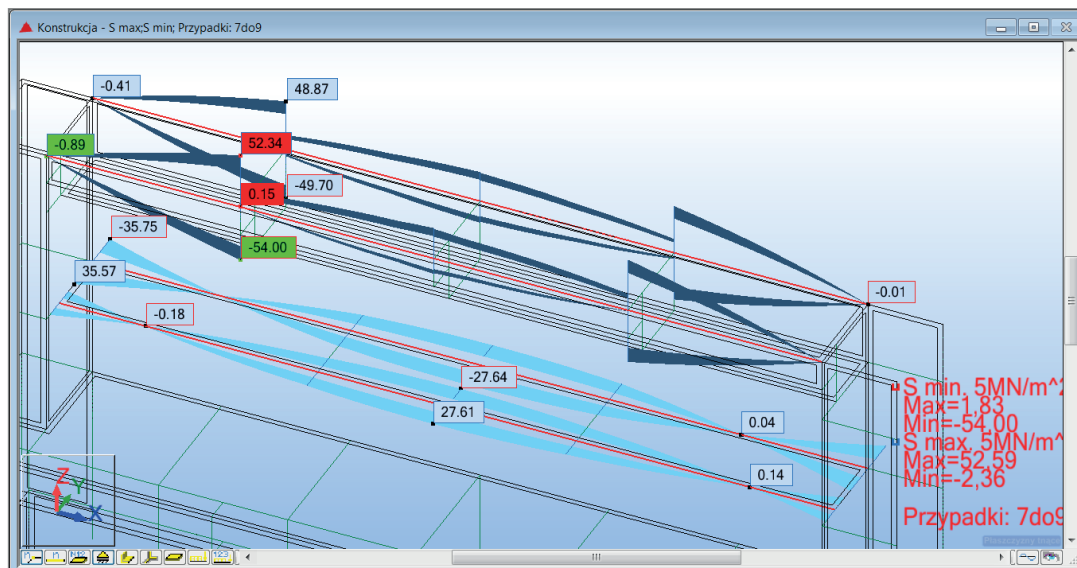 Konstrukcja - S max;S min; Przypadki: 7do9
-0.41
48.87
-0.89
52.34
0.15
-49.70
-35.75
-54.00
35.57
-0.01
-0.18
-27.64
27.61
0.04
0.14
S min, 5MN/m^2
Max=1,83
Min=-54,00
S max, 5MN/m^
Max=52,59
Min=-2,36
Przypadki: 7do9
Z
Y
X
123